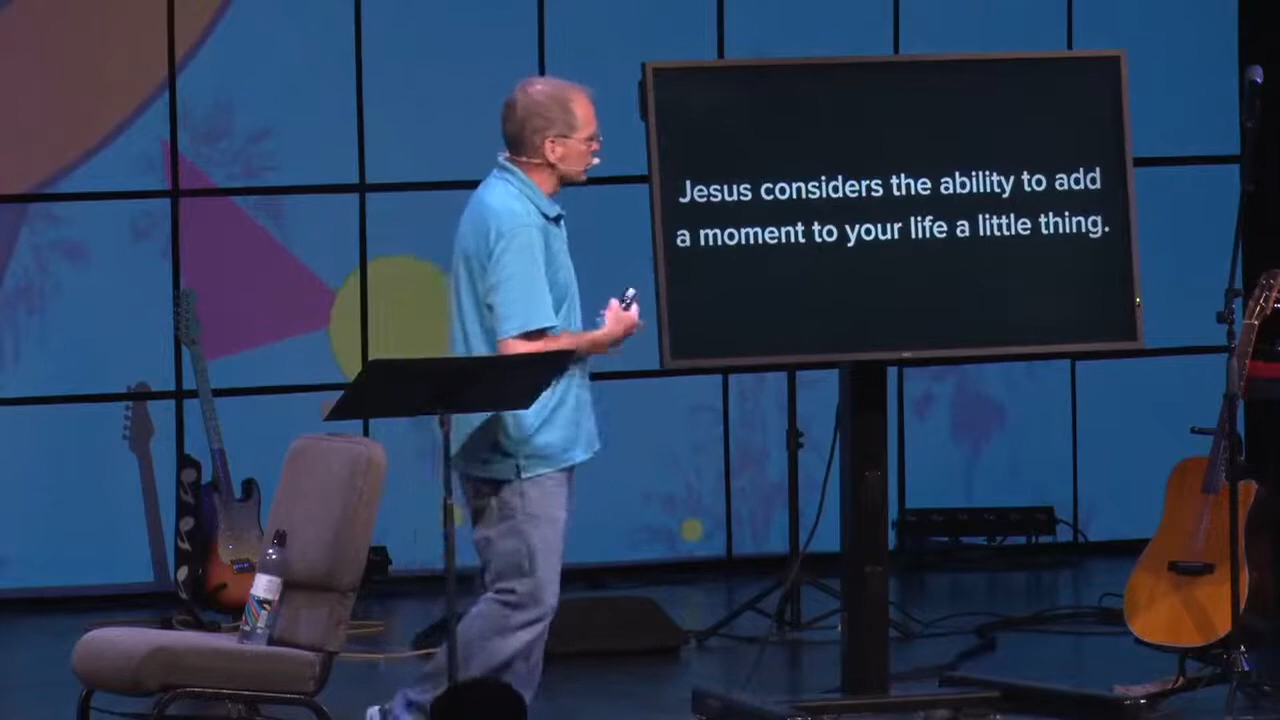 Jesus considers the ability to add
a moment to your life a little thing.